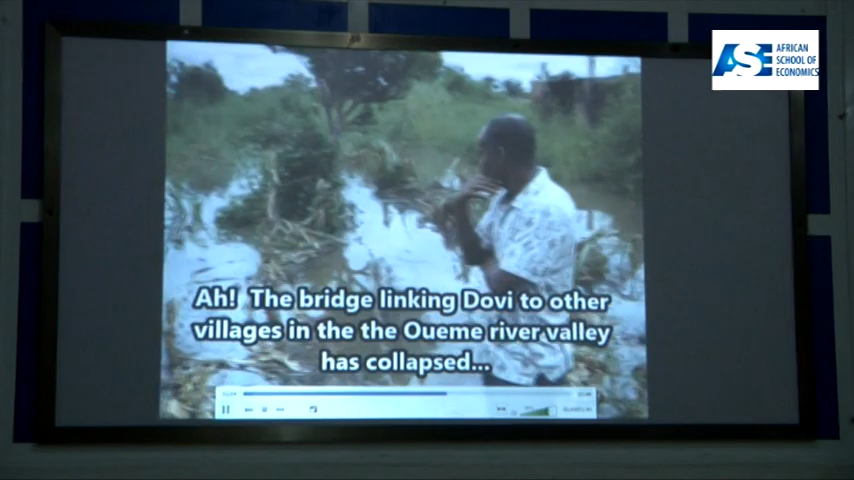 ASE
AFRICAN
SCHOOL OF
ECONOMICS
Ah! The bridge linking Dovi to other
villages in the the Oueme river valley
has collapsed...